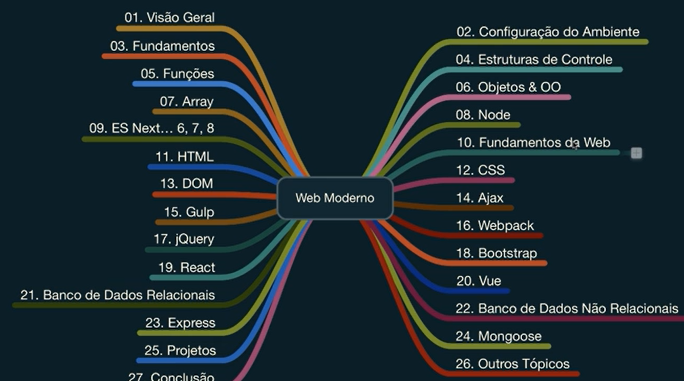 01. Visão Geral
02. Configuração do Ambiente
03. Fundamentos
04. Estruturas de Controle
05. Funções
06. Objetos & OO
07. Array
08. Node
09. ES Next... 6, 7, 8
10. Fundamentos da Web
11. HTML
12. CSS
13. DOM
Web Moderno
14. Ajax
15. Gulp
16. Webpack
17. jQuery
18. Bootstrap
19. React
20. Vue
21. Banco de Dados Relacionais
22. Banco de Dados Não Relacionais
23. Express
24. Mongoose
25. Projetos
26. Outros Tópicos
27. Conclusão